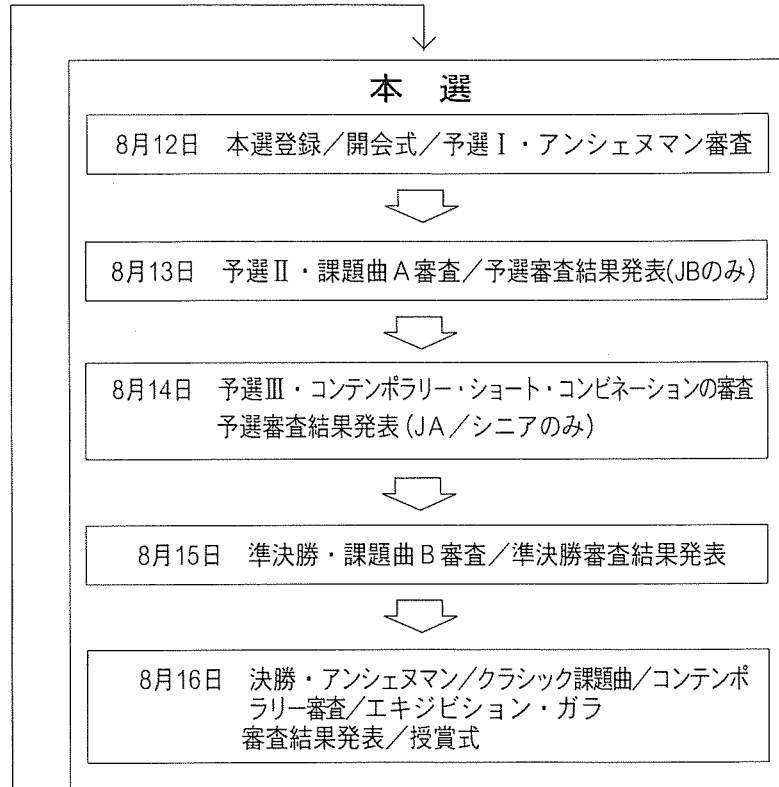 本 選
8月12日 本選登録／開会式／予選Ⅰ・アンシェヌマン審査
8月13日 予選Ⅱ・課題曲A審査／予選審査結果発表(JBのみ)
8月14日 予選Ⅲ・コンテンポラリー・ショート・コンビネーションの審査
予選審査結果発表(JA／シニアのみ)
8月15日 準決勝・課題曲B審査／準決勝審査結果発表
8月16日 決勝・アンシェヌマン／クラシック課題曲／コンテンポ
ラリー審査／エキジビション・ガラ
審査結果発表／授賞式